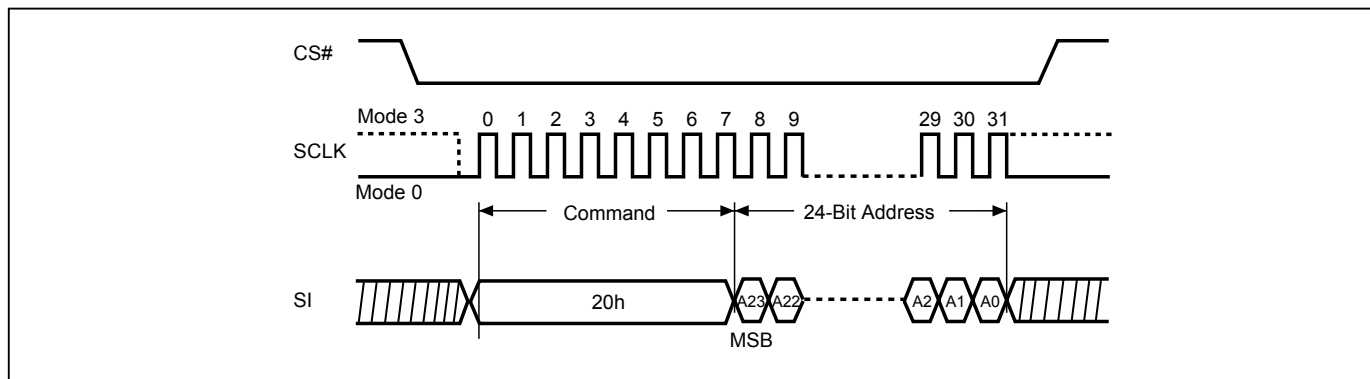 CS#
Mode 3
0 1 2 3 4 5 6 7 8 9 29 30 31
SCLK
Mode 0
Command 24-Bit Address
SI 20h A23 A22 A2 A1 A0
MSB